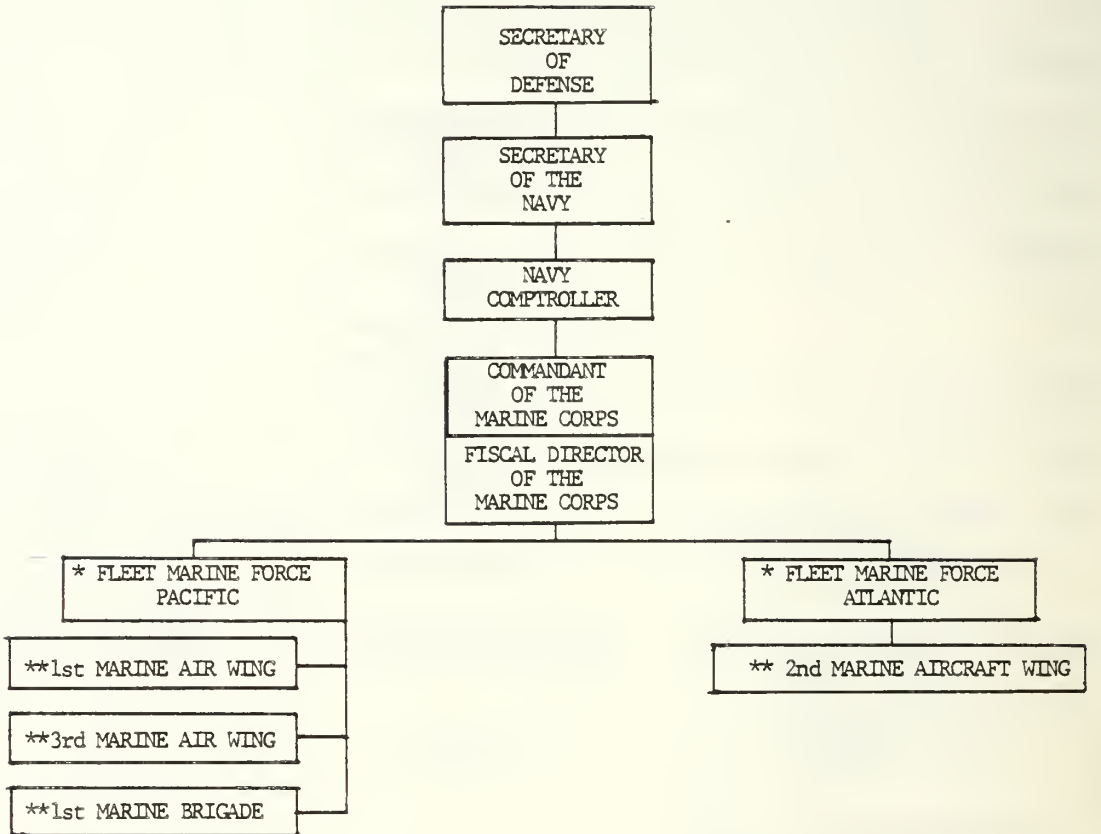 SECRETARY
OF
DEFENSE
SECRETARY
OF THE
NAVY
NAVY
COMPTROLLER
COMMANDANT
OF THE
MARINE CORPS
FISCAL DIRECTOR
OF THE
MARINE CORPS
* FLEET MARINE FORCE
PACIFIC
**1st MARINE AIR WING
**3rd MARINE AIR WING
**1st MARINE BRIGADE
* FLEET MARINE FORCE
ATLANTIC
** 2nd MARINE AIRCRAFT WING